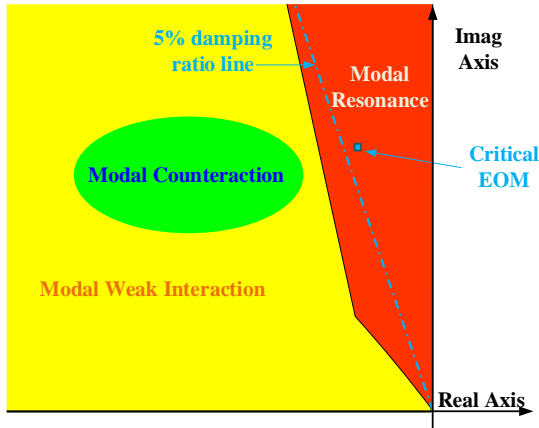 5% damping
ratio line
Imag
Axis
Modal
Resonance
Critical
EOM
Modal Counteraction
Modal Weak Interaction
Real Axis